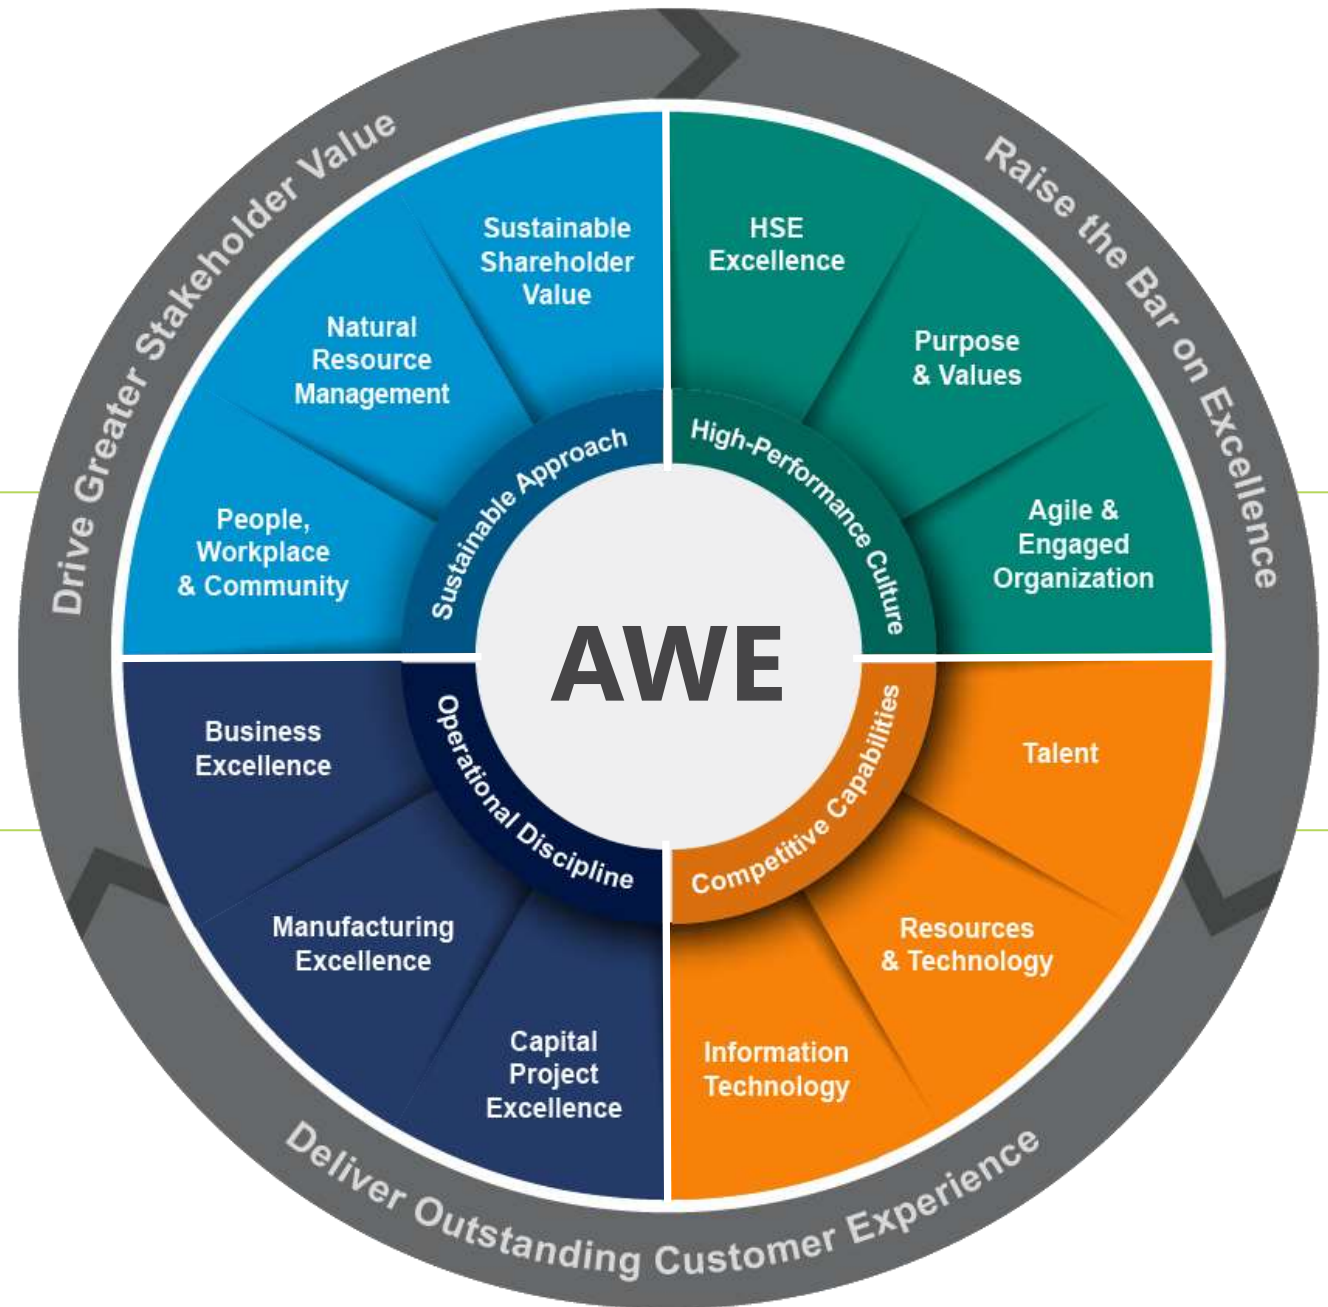 Drive Greater Stakeholder Value
Raise the Bar on Excellence
Deliver Outstanding Customer Experience
Sustainable
Shareholder
Value
Natural
Resource
Management
People,
Workplace
& Community
Sustainable Approach
HSE
Excellence
Purpose
& Values
Agile &
Engaged
Organization
High-Performance Culture
AWE
Business
Excellence
Manufacturing
Excellence
Capital
Project
Excellence
Operational Discipline
Talent
Resources
& Technology
Information
Technology
Competitive Capabilities